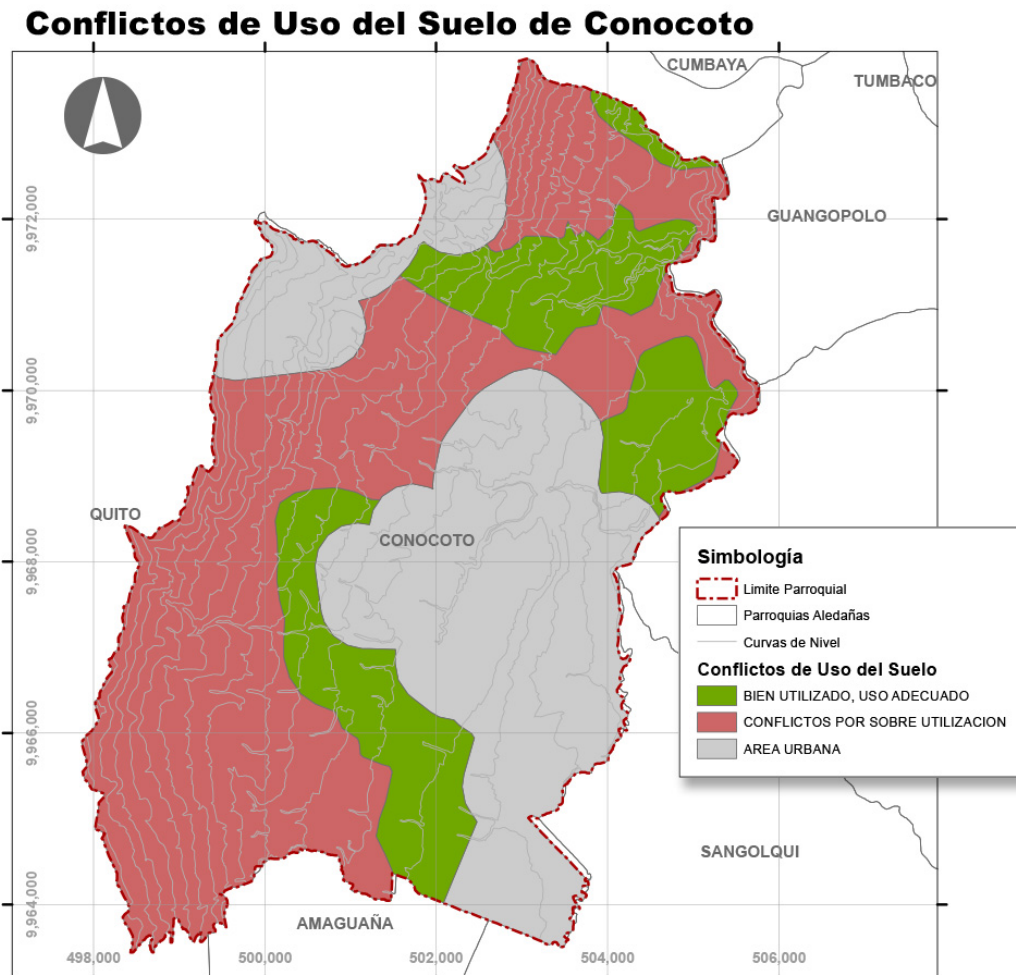 Conflictos de Uso del Suelo de Conocoto
CUMBAYA
TUMBACO
GUANGOPOLO
QUITO
CONOCOTO
SANGOLQUI
AMAGUAÑA
9,972,000
9,970,000
9,968,000
9,966,000
9,964,000
498,000
500,000
502,000
504,000
506,000
Simbología
Limite Parroquial
Parroquias Aledañas
Curvas de Nivel
Conflictos de Uso del Suelo
BIEN UTILIZADO, USO ADECUADO
CONFLICTOS POR SOBRE UTILIZACION
AREA URBANA